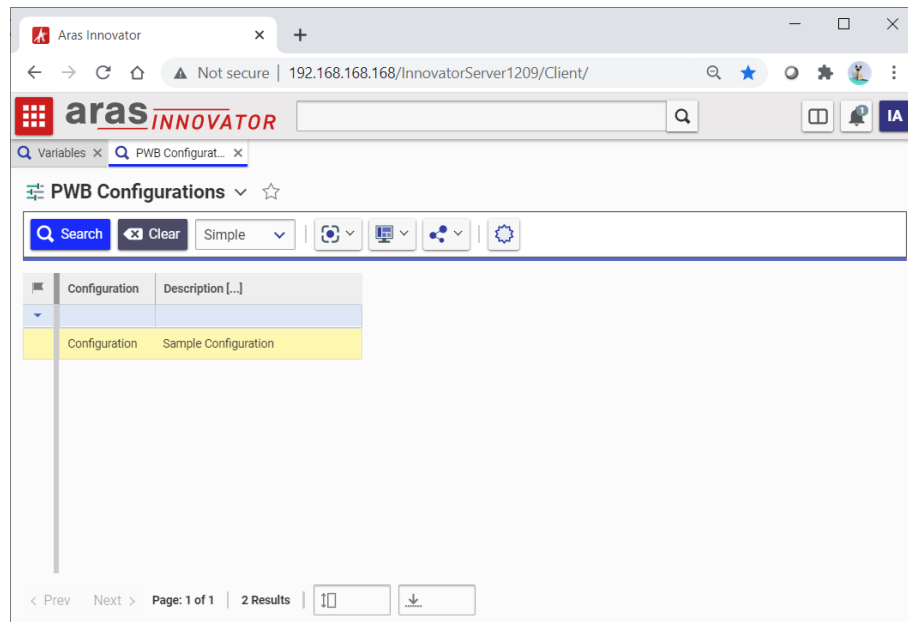 Aras Innovator
Not secure | 192.168.168.168/InnovatorServer1209/Client/
aras INNOVATOR
1
IA
Variables PWB Configurat...
PWB Configurations
Search Clear Simple
Configuration Description [...]
Configuration Sample Configuration
< Prev Next > Page: 1 of 1 2 Results